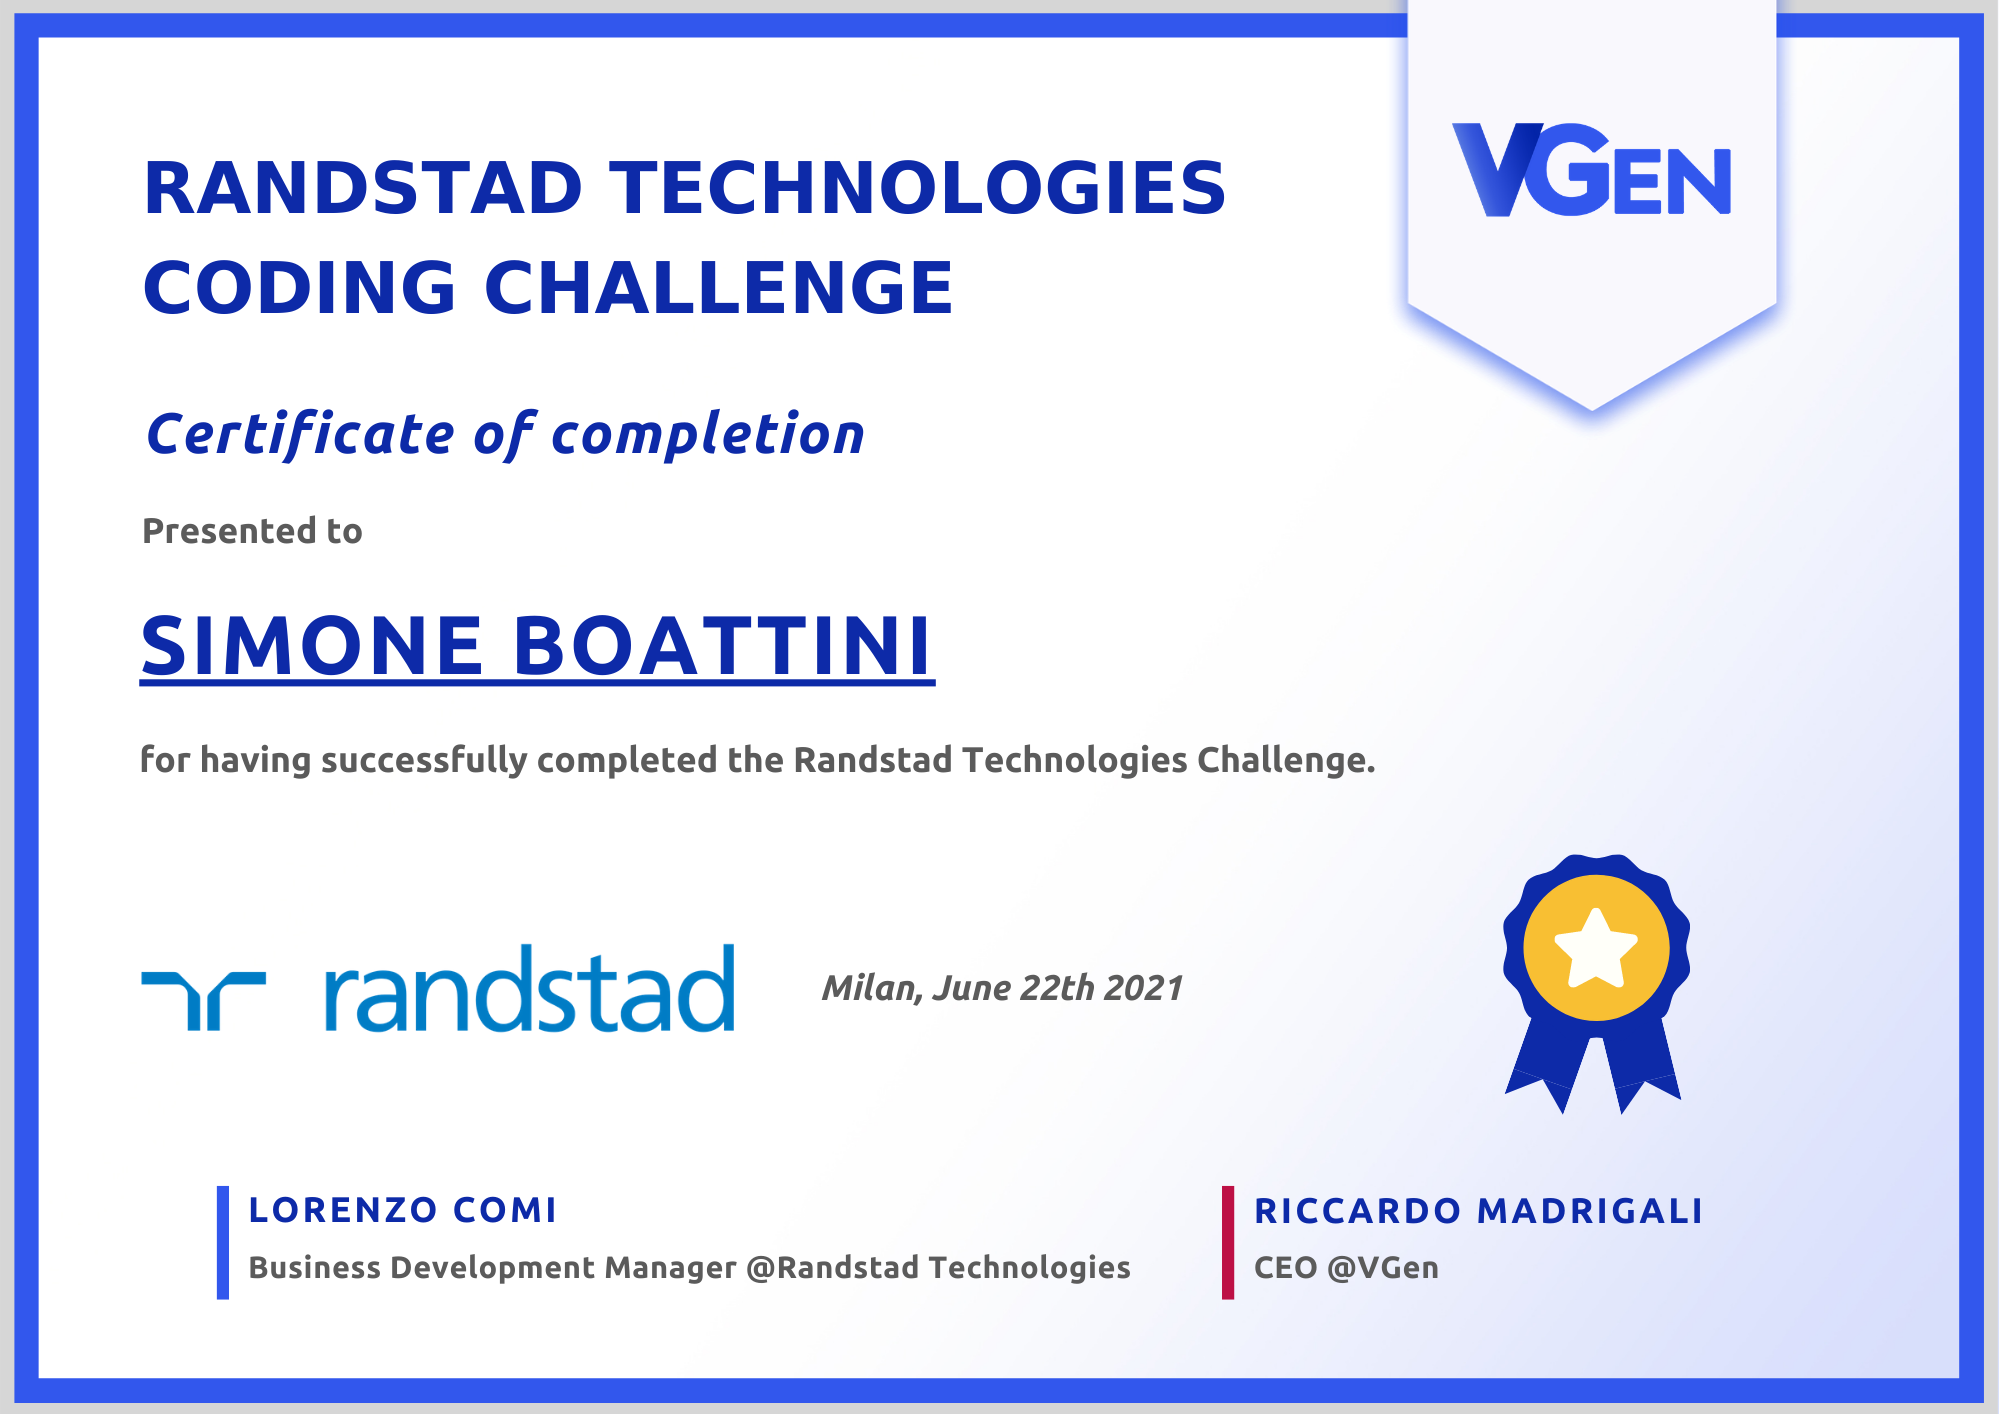 VGEN
RANDSTAD TECHNOLOGIES
CODING CHALLENGE
Certificate of completion
Presented to
SIMONE BOATTINI
for having successfully completed the Randstad Technologies Challenge.
randstad
Milan, June 22th 2021
LORENZO COMI
Business Development Manager @Randstad Technologies
RICCARDO MADRIGALI
CEO @VGen